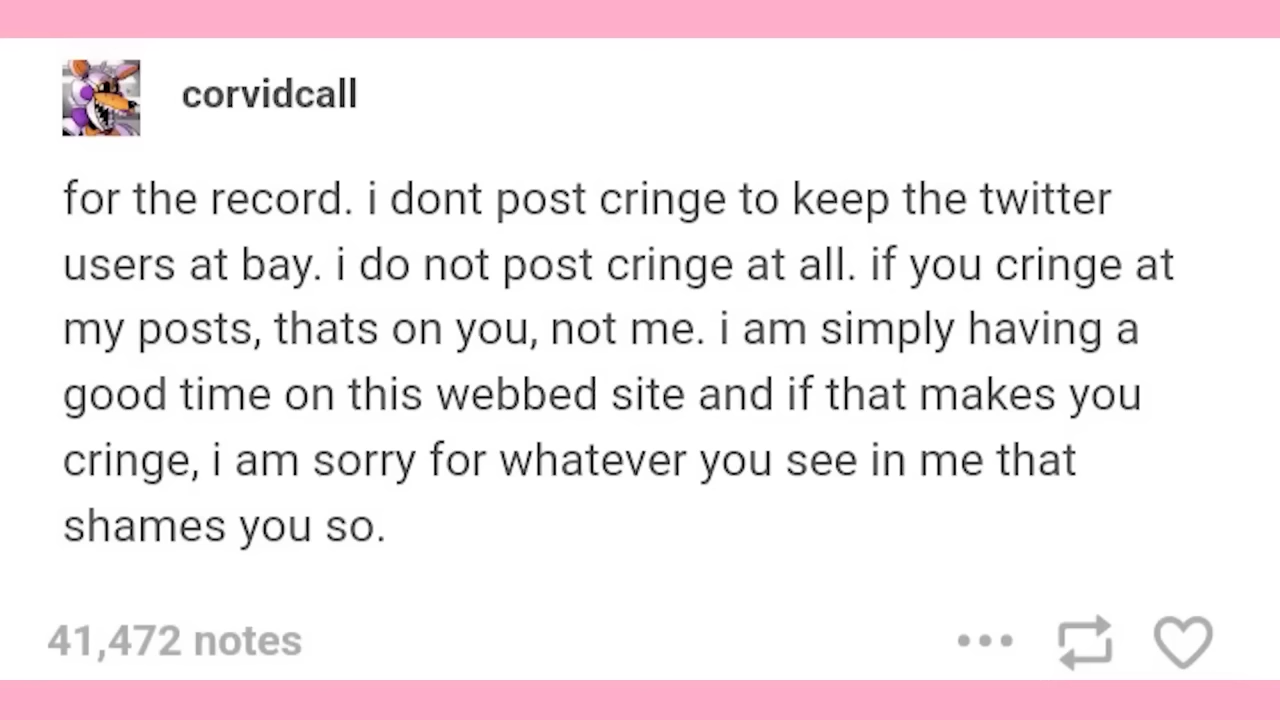 corvidcall
for the record. i dont post cringe to keep the twitter
users at bay. i do not post cringe at all. if you cringe at
my posts, thats on you, not me. i am simply having a
good time on this webbed site and if that makes you
cringe, i am sorry for whatever you see in me that
shames you so.
41,472 notes